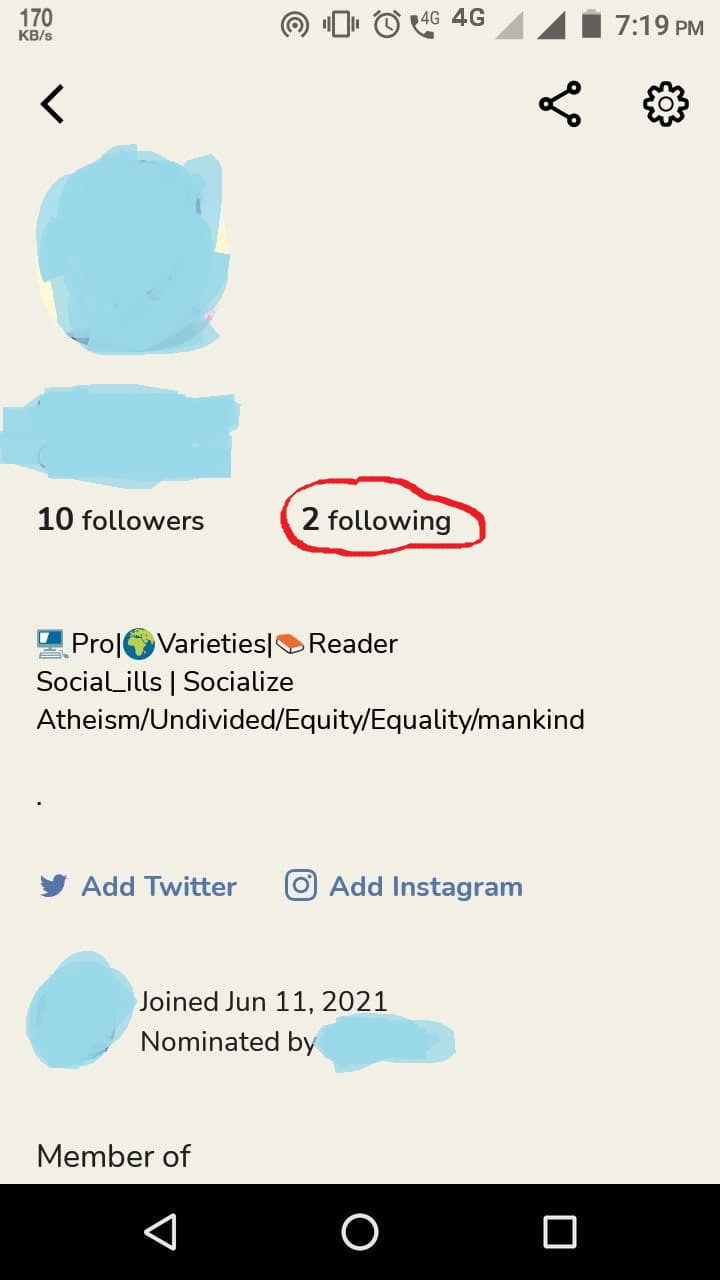 170
KB/s
4G 4G 7:19 PM
10 followers 2 following
Pro|Varieties|Reader
Social_ills | Socialize
Atheism/Undivided/Equity/Equality/mankind
.
Add Twitter Add Instagram
Joined Jun 11, 2021
Nominated by
Member of